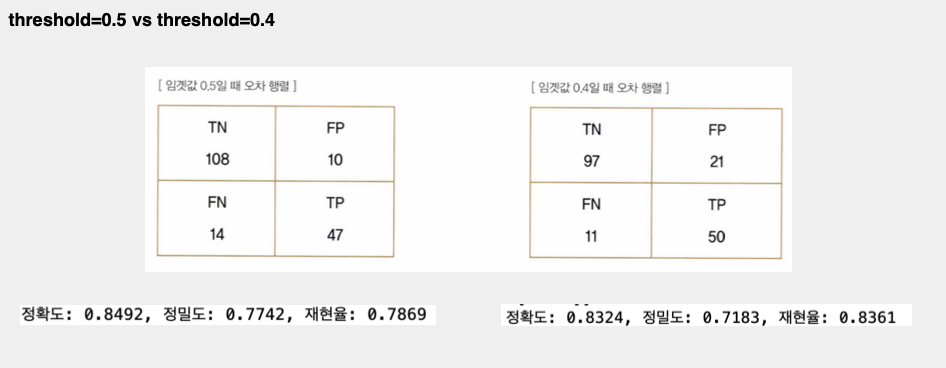 threshold=0.5 vs threshold=0.4
[ 임곗값 0.5일 때 오차 행렬 ]
TN FP
108 10
FN TP
14 47
[ 임곗값 0.4일 때 오차 행렬 ]
TN FP
97 21
FN TP
11 50
정확도: 0.8492, 정밀도: 0.7742, 재현율: 0.7869
정확도: 0.8324, 정밀도: 0.7183, 재현율: 0.8361